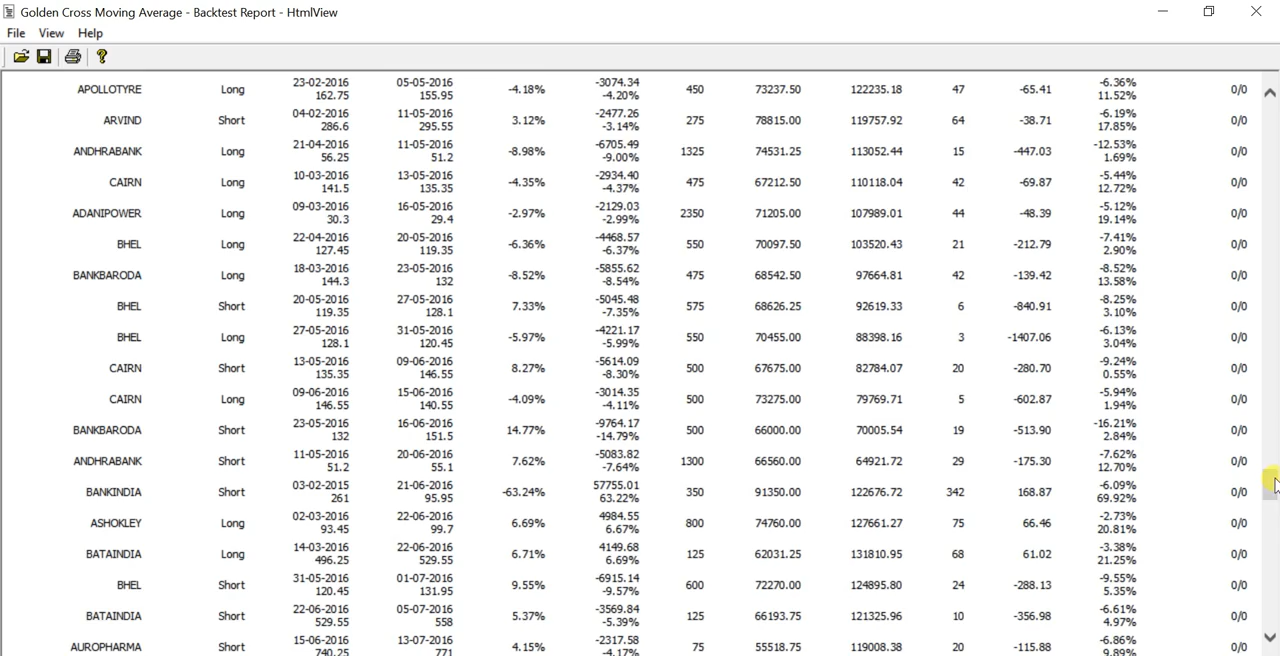 Golden Cross Moving Average - Backtest Report - HtmlView
File View Help
APOLLOTYRE Long 23-02-2016 162.75 05-05-2016 155.95 -4.18% -3074.34 -4.20% 450 73237.50 122235.18 47 -65.41 -6.36% 11.52% 0/0
ARVIND Short 04-02-2016 286.6 11-05-2016 295.55 3.12% -2477.26 -3.14% 275 78815.00 119757.92 64 -38.71 -6.19% 17.85% 0/0
ANDHRABANK Long 21-04-2016 56.25 11-05-2016 51.2 -8.98% -6705.49 -9.00% 1325 74531.25 113052.44 15 -447.03 -12.53% 1.69% 0/0
CAIRN Long 10-03-2016 141.5 13-05-2016 135.35 -4.35% -2934.40 -4.37% 475 67212.50 110118.04 42 -69.87 -5.44% 12.72% 0/0
ADANIPOWER Long 09-03-2016 30.3 16-05-2016 29.4 -2.97% -2129.03 -2.99% 2350 71205.00 107989.01 44 -48.39 -5.12% 19.14% 0/0
BHEL Long 22-04-2016 127.45 20-05-2016 119.35 -6.36% -4468.57 -6.37% 550 70097.50 103520.43 21 -212.79 -7.41% 2.90% 0/0
BANKBARODA Long 18-03-2016 144.3 23-05-2016 132 -8.52% -5855.62 -8.54% 475 68542.50 97664.81 42 -139.42 -8.52% 13.58% 0/0
BHEL Short 20-05-2016 119.35 27-05-2016 128.1 7.33% -5045.48 -7.35% 575 68626.25 92619.33 6 -840.91 -8.25% 3.10% 0/0
BHEL Long 27-05-2016 128.1 31-05-2016 120.45 -5.97% -4221.17 -5.99% 550 70455.00 88398.16 3 -1407.06 -6.13% 3.04% 0/0
CAIRN Short 13-05-2016 135.35 09-06-2016 146.55 8.27% -5614.09 -8.30% 500 67675.00 82784.07 20 -280.70 -9.24% 0.55% 0/0
CAIRN Long 09-06-2016 146.55 15-06-2016 140.55 -4.09% -3014.35 -4.11% 500 73275.00 79769.71 5 -602.87 -5.94% 1.94% 0/0
BANKBARODA Short 23-05-2016 132 16-06-2016 151.5 14.77% -9764.17 -14.79% 500 66000.00 70005.54 19 -513.90 -16.21% 2.84% 0/0
ANDHRABANK Short 11-05-2016 51.2 20-06-2016 55.1 7.62% -5083.82 -7.64% 1300 66560.00 64921.72 29 -175.30 -7.62% 12.70% 0/0
BANKINDIA Short 03-02-2015 261 21-06-2016 95.95 -63.24% 57755.01 63.22% 350 91350.00 122676.72 342 168.87 -6.09% 69.92% 0/0
ASHOKLEY Long 02-03-2016 93.45 22-06-2016 99.7 6.69% 4984.55 6.67% 800 74760.00 127661.27 75 66.46 -2.73% 20.81% 0/0
BATAINDIA Long 14-03-2016 496.25 22-06-2016 529.55 6.71% 4149.68 6.69% 125 62031.25 131810.95 68 61.02 -3.38% 21.25% 0/0
BHEL Short 31-05-2016 120.45 01-07-2016 131.95 9.55% -6915.14 -9.57% 600 72270.00 124895.80 24 -288.13 -9.55% 5.35% 0/0
BATAINDIA Short 22-06-2016 529.55 05-07-2016 558 5.37% -3569.84 -5.39% 125 66193.75 121325.96 10 -356.98 -6.61% 4.97% 0/0
AUROPHARMA Short 15-06-2016 740.25 13-07-2016 771 4.15% -2317.58 -4.17% 75 55518.75 119008.38 20 -115.88 -6.86% 9.89% 0/0